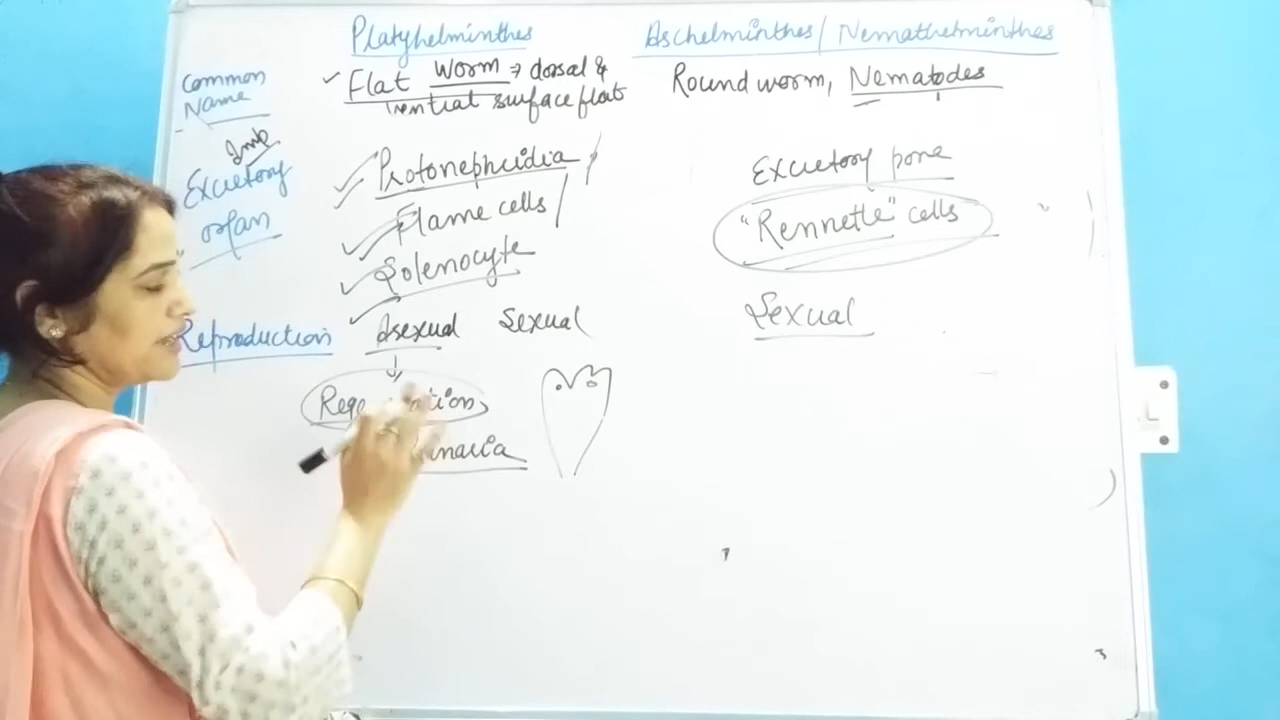 Platyhelminthes
Aschelminthes / Nemathelminthes
Common
Name
Flat worm ⇒ dorsal &
ventral surface flat
Round worm, Nematodes
Imp
Excretory
organ
Protonephridia
Flame cells
Solenocyte
Excretory pore
"Rennette" cells
Reproduction
Asexual Sexual
Sexual